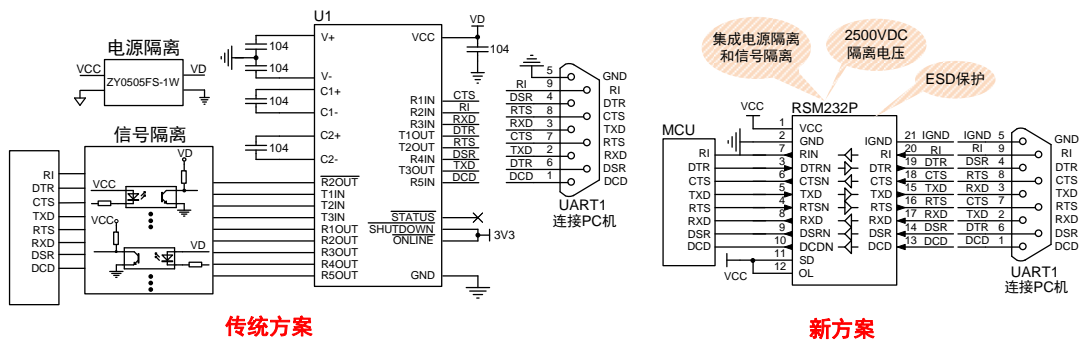 电源隔离
VCC
VD
ZY0505FS-1W
信号隔离
VD
VCC
VCC
VD
RI
DTR
CTS
TXD
RTS
RXD
DSR
DCD
U1
104
104
104
104
V+
V-
C1+
C1-
C2+
C2-
R2OUT
T1IN
T2IN
T3IN
R1OUT
R2OUT
R3OUT
R4OUT
R5OUT
VCC
VD
104
R1IN CTS
R2IN RI
R3IN RXD
T1OUT DTR
T2OUT RTS
R4IN DSR
T3OUT TXD
R5IN DCD
STATUS
SHUTDOWN
ONLINE
3V3
GND
5 GND
RI 9 RI
DSR 4 DTR
RTS 8 CTS
RXD 3 TXD
CTS 7 RTS
TXD 2 RXD
DTR 6 DSR
DCD 1 DCD
UART1
连接PC机
传统方案
集成电源隔离
和信号隔离
2500VDC
隔离电压
ESD保护
VCC
RSM232P
MCU
1 VCC
2 GND
RI 7 RIN
DTR 3 DTRN
CTS 6 CTSN
TXD 5 TXD
RTS 4 RTSN
RXD 8 RXD
DSR 9 DSRN
DCD 10 DCDN
11 SD
12 OL
VCC
IGND 21 IGND IGND 5 GND
RI 20 RI RI 9 RI
DTR 19 DTR DSR 4 DTR
CTS 18 CTS RTS 8 CTS
TXD 15 TXD RXD 3 TXD
RTS 16 RTS CTS 7 RTS
RXD 17 RXD TXD 2 RXD
DSR 14 DSR DTR 6 DSR
DCD 13 DCD DCD 1 DCD
UART1
连接PC机
新方案